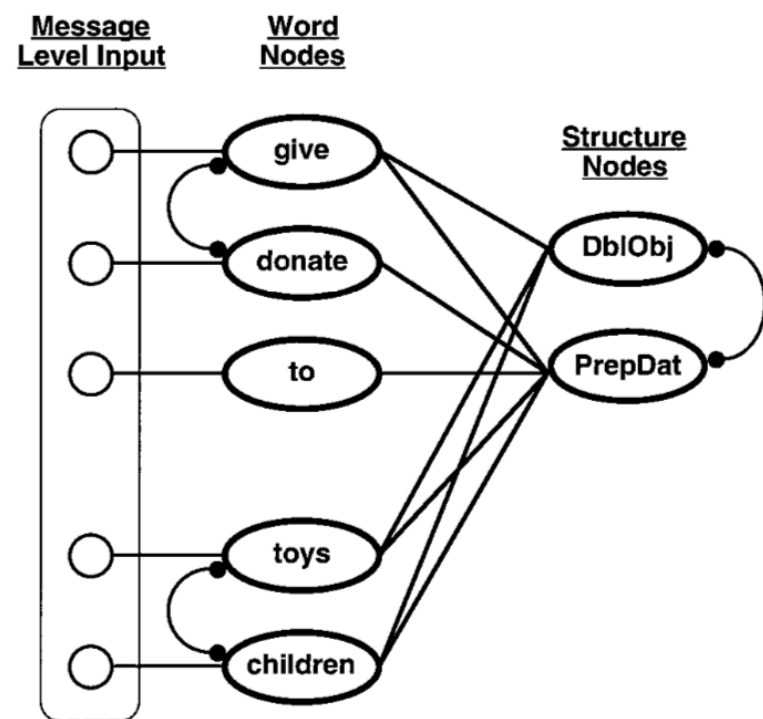 Message
Level Input
Word
Nodes
Structure
Nodes
give
donate
to
toys
children
DblObj
PrepDat